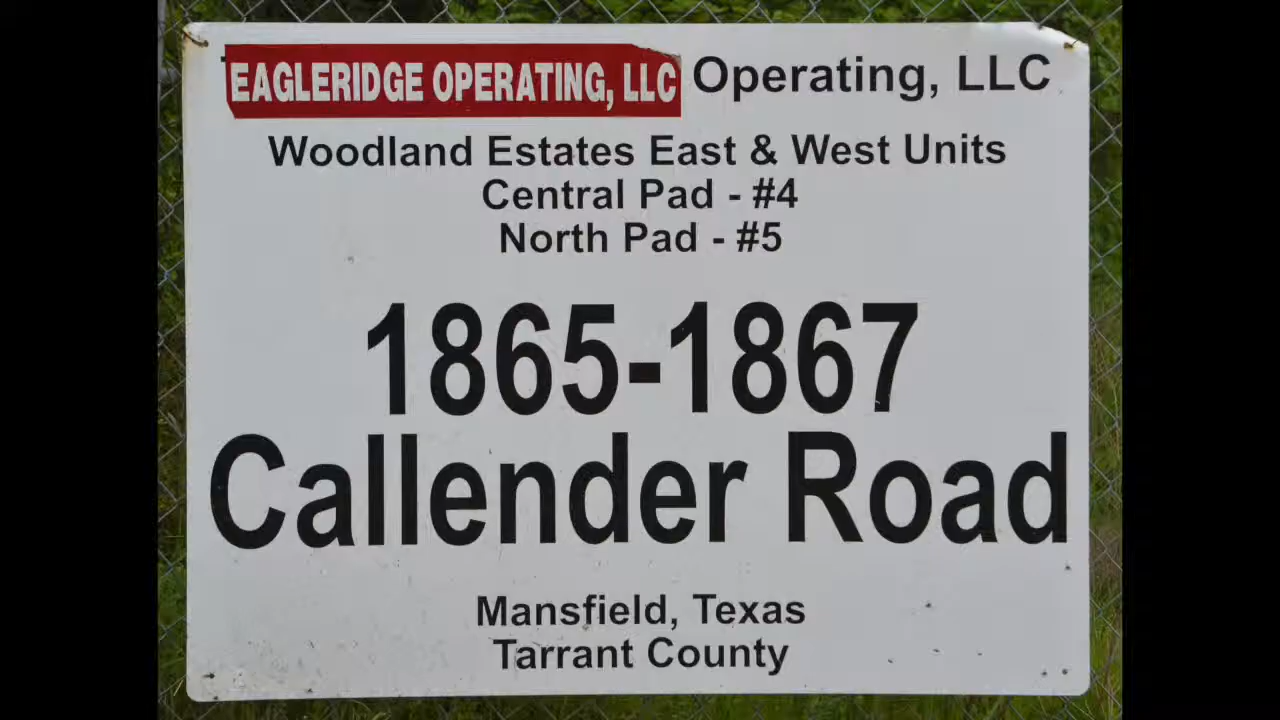 EAGLERIDGE OPERATING, LLC Operating, LLC
Woodland Estates East & West Units
Central Pad - #4
North Pad - #5
1865-1867
Callender Road
Mansfield, Texas
Tarrant County